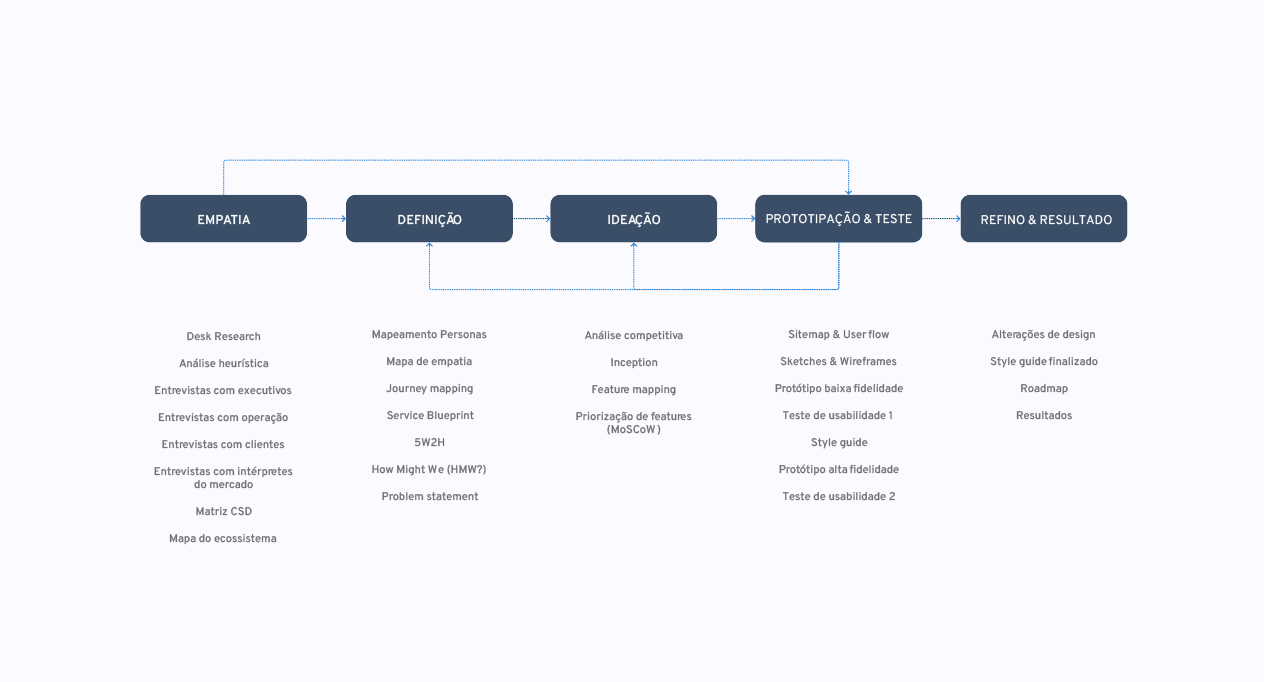 EMPATIA
DEFINIÇÃO
IDEAÇÃO
PROTOTIPAÇÃO & TESTE
REFINO & RESULTADO
Desk Research
Análise heurística
Entrevistas com executivos
Entrevistas com operação
Entrevistas com clientes
Entrevistas com intérpretes
do mercado
Matriz CSD
Mapa do ecossistema
Mapeamento Personas
Mapa de empatia
Journey mapping
Service Blueprint
5W2H
How Might We (HMW?)
Problem statement
Análise competitiva
Inception
Feature mapping
Priorização de features
(MoSCoW)
Sitemap & User flow
Sketches & Wireframes
Protótipo baixa fidelidade
Teste de usabilidade 1
Style guide
Protótipo alta fidelidade
Teste de usabilidade 2
Alterações de design
Style guide finalizado
Roadmap
Resultados